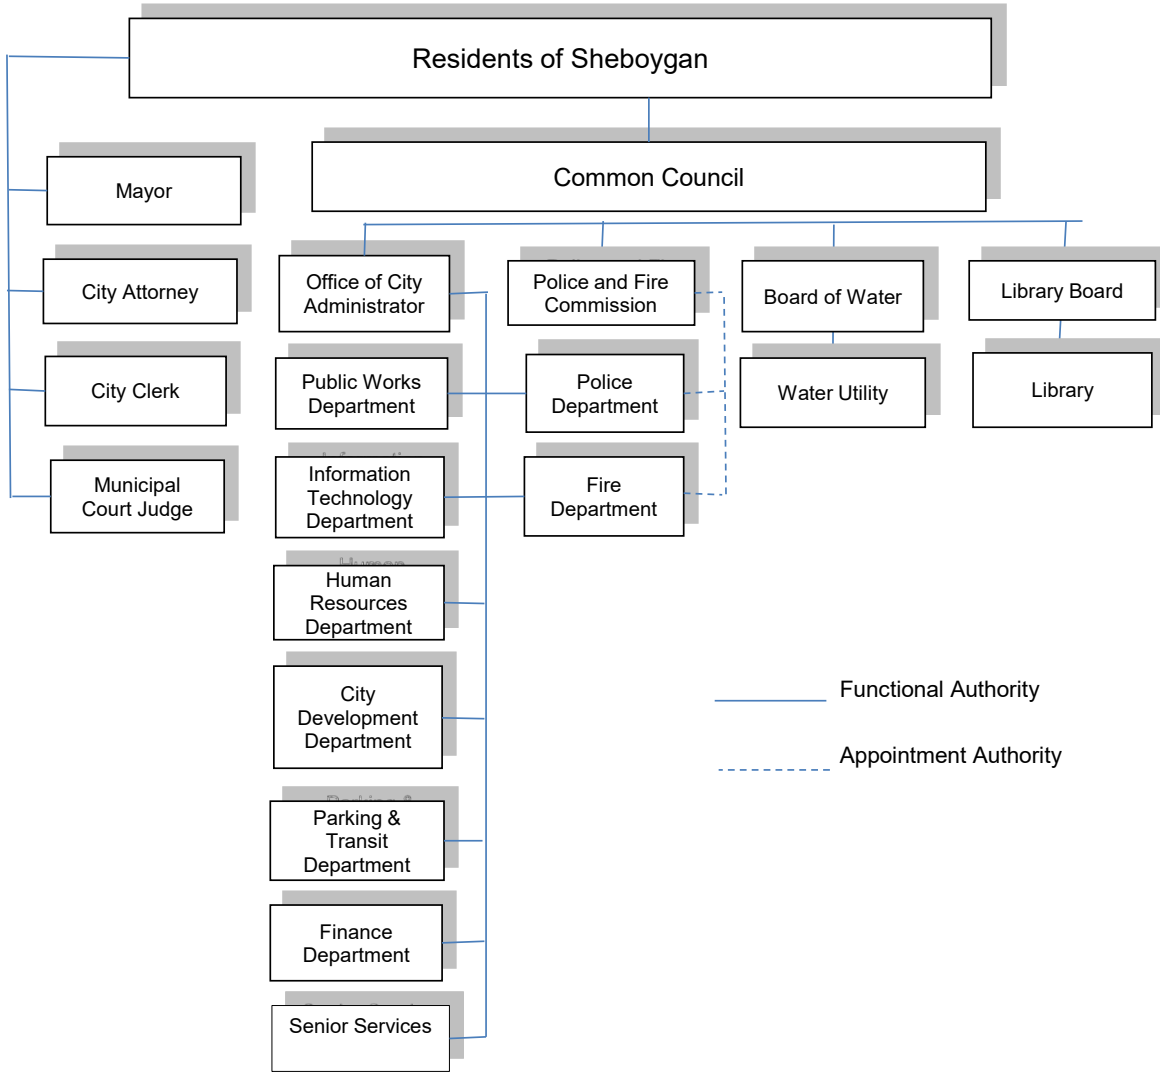 Residents of Sheboygan
Common Council
Mayor
City Attorney
City Clerk
Municipal
Court Judge
Office of City
Administrator
Public Works
Department
Information
Technology
Department
Human
Resources
Department
City
Development
Department
Parking &
Transit
Department
Finance
Department
Senior Services
Police and Fire
Commission
Police
Department
Fire
Department
Board of Water
Water Utility
Library Board
Library
Functional Authority
Appointment Authority